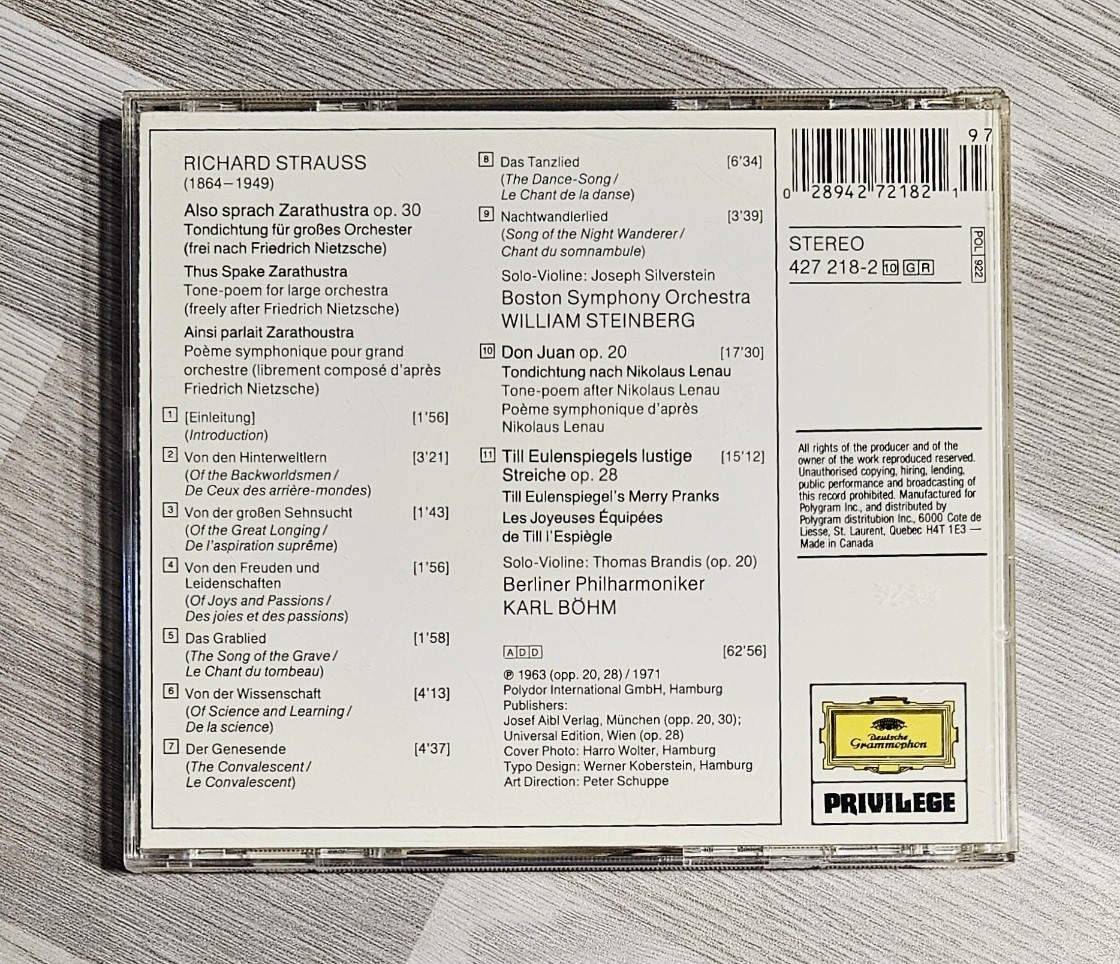 RICHARD STRAUSS
(1864–1949)
Also sprach Zarathustra op. 30
Tondichtung für großes Orchester
(frei nach Friedrich Nietzsche)
Thus Spake Zarathustra
Tone-poem for large orchestra
(freely after Friedrich Nietzsche)
Ainsi parlait Zarathoustra
Poème symphonique pour grand
orchestre (librement composé d'après
Friedrich Nietzsche)
1 [Einleitung] [1'56]
(Introduction)
2 Von den Hinterweltlern [3'21]
(Of the Backworldsmen /
De Ceux des arrière-mondes)
3 Von der großen Sehnsucht [1'43]
(Of the Great Longing /
De l'aspiration suprême)
4 Von den Freuden und [1'56]
Leidenschaften
(Of Joys and Passions /
Des joies et des passions)
5 Das Grablied [1'58]
(The Song of the Grave /
Le Chant du tombeau)
6 Von der Wissenschaft [4'13]
(Of Science and Learning /
De la science)
7 Der Genesende [4'37]
(The Convalescent /
Le Convalescent)
8 Das Tanzlied [6'34]
(The Dance-Song /
Le Chant de la danse)
9 Nachtwandlerlied [3'39]
(Song of the Night Wanderer /
Chant du somnambule)
Solo-Violine: Joseph Silverstein
Boston Symphony Orchestra
WILLIAM STEINBERG
10 Don Juan op. 20 [17'30]
Tondichtung nach Nikolaus Lenau
Tone-poem after Nikolaus Lenau
Poème symphonique d'après
Nikolaus Lenau
11 Till Eulenspiegels lustige [15'12]
Streiche op. 28
Till Eulenspiegel's Merry Pranks
Les Joyeuses Équipées
de Till l'Espiègle
Solo-Violine: Thomas Brandis (op. 20)
Berliner Philharmoniker
KARL BÖHM
ADD [62'56]
℗ 1963 (opp. 20, 28) / 1971
Polydor International GmbH, Hamburg
Publishers:
Josef Aibl Verlag, München (opp. 20, 30);
Universal Edition, Wien (op. 28)
Cover Photo: Harro Wolter, Hamburg
Typo Design: Werner Koberstein, Hamburg
Art Direction: Peter Schuppe
97
0 28942 72182 1
STEREO
427 218-2 10 GR
POL 922
All rights of the producer and of the
owner of the work reproduced reserved.
Unauthorised copying, hiring, lending,
public performance and broadcasting of
this record prohibited. Manufactured for
Polygram Inc., and distributed by
Polygram distritubion Inc., 6000 Cote de
Liesse, St. Laurent, Quebec H4T 1E3 —
Made in Canada
Deutsche
Grammophon
PRIVILEGE